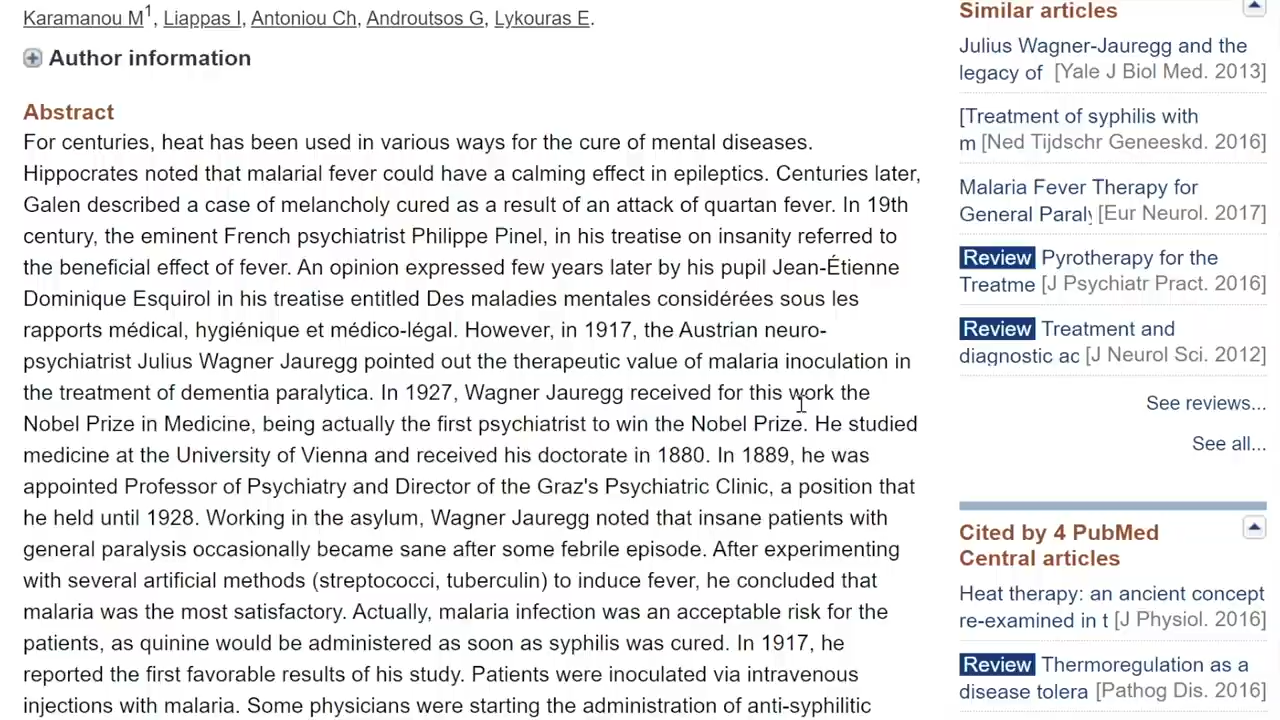 Karamanou M1, Liappas I, Antoniou Ch, Androutsos G, Lykouras E.
Author information
Abstract
For centuries, heat has been used in various ways for the cure of mental diseases.
Hippocrates noted that malarial fever could have a calming effect in epileptics. Centuries later,
Galen described a case of melancholy cured as a result of an attack of quartan fever. In 19th
century, the eminent French psychiatrist Philippe Pinel, in his treatise on insanity referred to
the beneficial effect of fever. An opinion expressed few years later by his pupil Jean-Étienne
Dominique Esquirol in his treatise entitled Des maladies mentales considérées sous les
rapports médical, hygiénique et médico-légal. However, in 1917, the Austrian neuro-
psychiatrist Julius Wagner Jauregg pointed out the therapeutic value of malaria inoculation in
the treatment of dementia paralytica. In 1927, Wagner Jauregg received for this work the
Nobel Prize in Medicine, being actually the first psychiatrist to win the Nobel Prize. He studied
medicine at the University of Vienna and received his doctorate in 1880. In 1889, he was
appointed Professor of Psychiatry and Director of the Graz's Psychiatric Clinic, a position that
he held until 1928. Working in the asylum, Wagner Jauregg noted that insane patients with
general paralysis occasionally became sane after some febrile episode. After experimenting
with several artificial methods (streptococci, tuberculin) to induce fever, he concluded that
malaria was the most satisfactory. Actually, malaria infection was an acceptable risk for the
patients, as quinine would be administered as soon as syphilis was cured. In 1917, he
reported the first favorable results of his study. Patients were inoculated via intravenous
injections with malaria. Some physicians were starting the administration of anti-syphilitic
Similar articles
Julius Wagner-Jauregg and the
legacy of [Yale J Biol Med. 2013]
[Treatment of syphilis with
m [Ned Tijdschr Geneeskd. 2016]
Malaria Fever Therapy for
General Paraly [Eur Neurol. 2017]
Review Pyrotherapy for the
Treatme [J Psychiatr Pract. 2016]
Review Treatment and
diagnostic ac [J Neurol Sci. 2012]
See reviews...
See all...
Cited by 4 PubMed
Central articles
Heat therapy: an ancient concept
re-examined in t [J Physiol. 2016]
Review Thermoregulation as a
disease tolera [Pathog Dis. 2016]